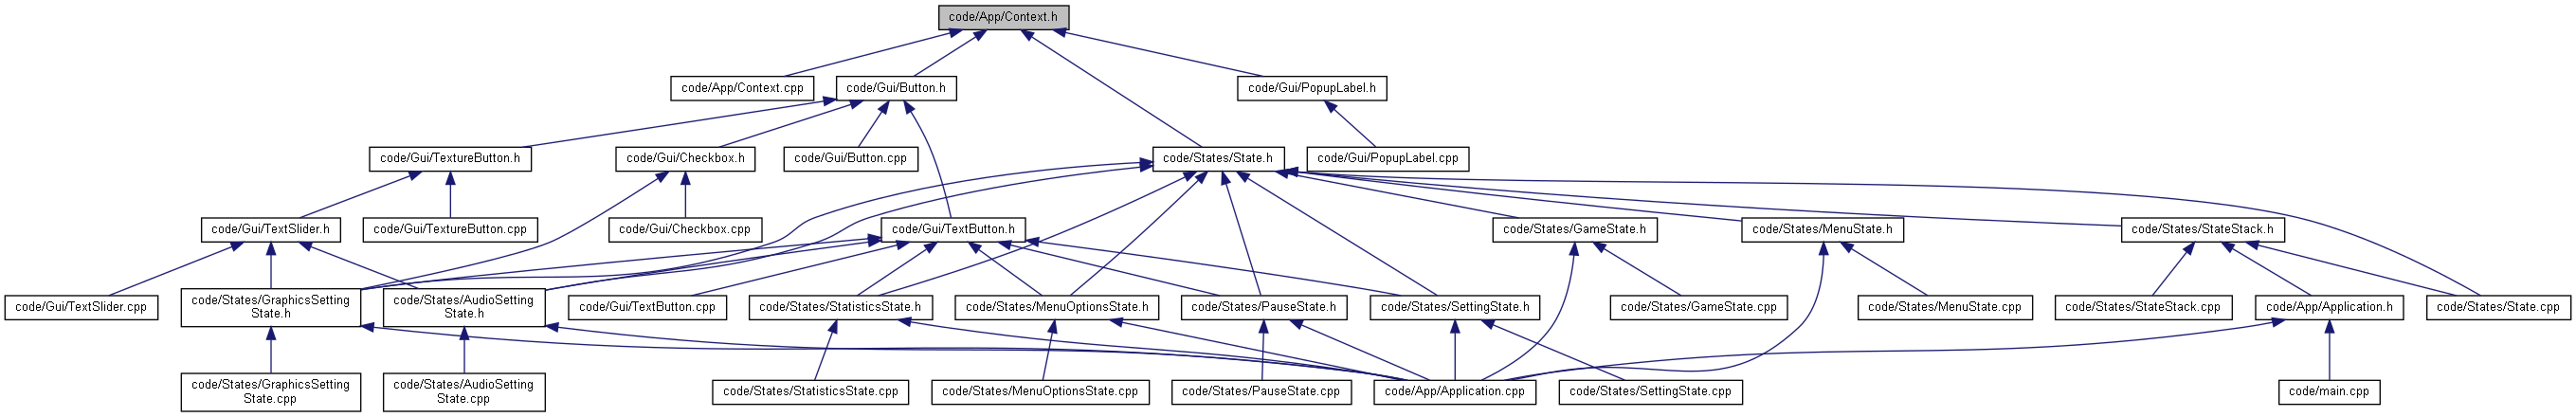 code/App/Context.h
code/App/Context.cpp
code/Gui/Button.h
code/Gui/PopupLabel.h
code/Gui/TextureButton.h
code/Gui/Checkbox.h
code/Gui/Button.cpp
code/States/State.h
code/Gui/PopupLabel.cpp
code/Gui/TextSlider.h
code/Gui/TextureButton.cpp
code/Gui/Checkbox.cpp
code/Gui/TextButton.h
code/States/GameState.h
code/States/MenuState.h
code/States/StateStack.h
code/Gui/TextSlider.cpp
code/States/GraphicsSetting
State.h
code/States/AudioSetting
State.h
code/Gui/TextButton.cpp
code/States/StatisticsState.h
code/States/MenuOptionsState.h
code/States/PauseState.h
code/States/SettingState.h
code/States/GameState.cpp
code/States/MenuState.cpp
code/States/StateStack.cpp
code/App/Application.h
code/States/State.cpp
code/States/GraphicsSetting
State.cpp
code/States/AudioSetting
State.cpp
code/States/StatisticsState.cpp
code/States/MenuOptionsState.cpp
code/States/PauseState.cpp
code/App/Application.cpp
code/States/SettingState.cpp
code/main.cpp